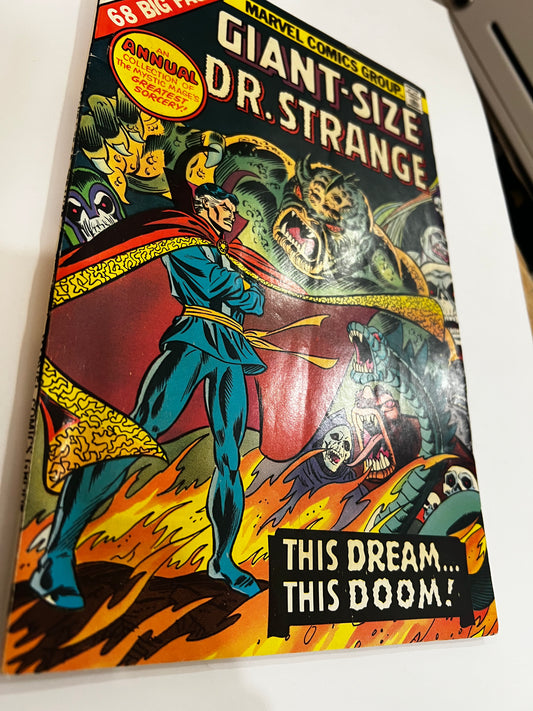 68 BIG
MARVEL COMICS GROUP
GIANT-SIZE
DR. STRANGE
AN
ANNUAL
COLLECTION OF
THE MYSTIC MAGE'S
GREATEST
SORCERY!
THIS DREAM...
THIS DOOM!